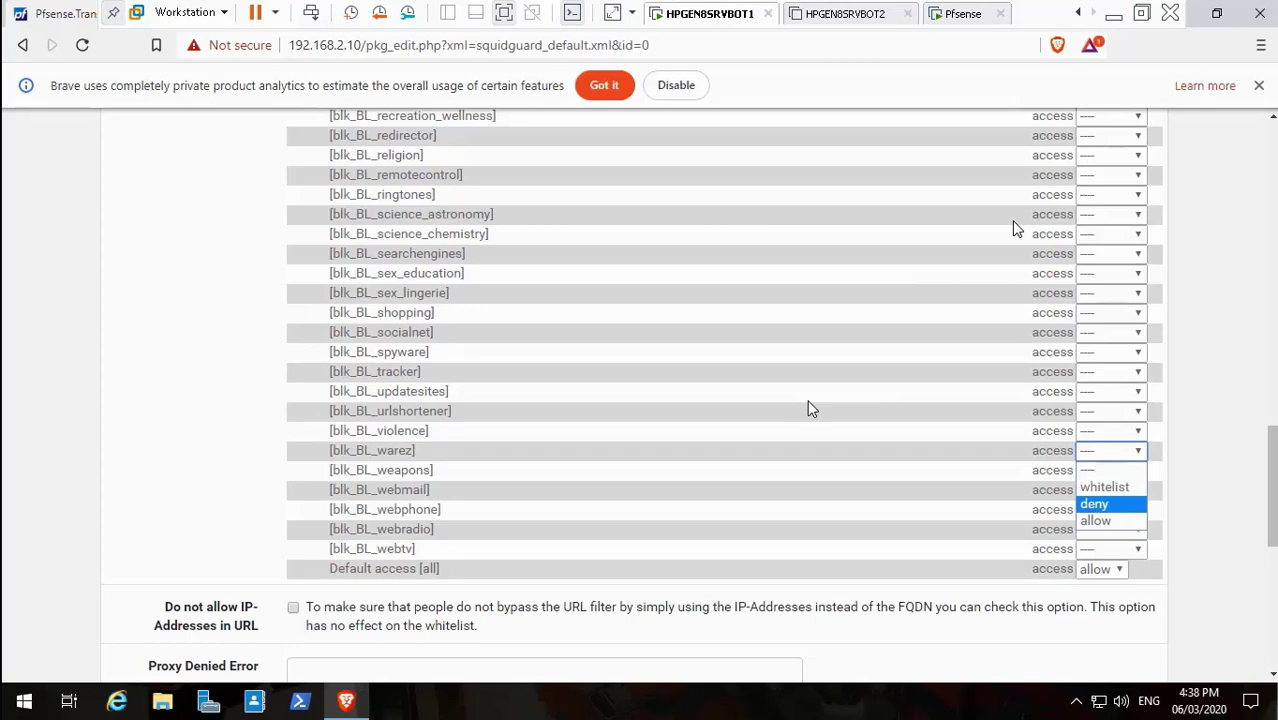 Pfsense.Tran
Workstation
HPGEN8SRVBOT1
HPGEN8SRVBOT2
Pfsense
Not secure
192.168.2.10/pkg_edit.php?xml=squidguard_default.xml&id=0
1
Brave uses completely private product analytics to estimate the overall usage of certain features
Got it
Disable
Learn more
[blk_BL_recreation_wellness] access ----
[blk_BL_redirector] access ----
[blk_BL_religion] access ----
[blk_BL_remotecontrol] access ----
[blk_BL_ringtones] access ----
[blk_BL_science_astronomy] access ----
[blk_BL_science_chemistry] access ----
[blk_BL_searchengines] access ----
[blk_BL_sex_education] access ----
[blk_BL_sex_lingerie] access ----
[blk_BL_shopping] access ----
[blk_BL_socialnet] access ----
[blk_BL_spyware] access ----
[blk_BL_tracker] access ----
[blk_BL_updatesites] access ----
[blk_BL_urlshortener] access ----
[blk_BL_violence] access ----
[blk_BL_warez] access ----
[blk_BL_weapons] access ----
[blk_BL_webmail] access whitelist
[blk_BL_webphone] access deny
[blk_BL_webradio] access allow
[blk_BL_webtv] access ----
Default access [all] access allow
Do not allow IP-
Addresses in URL
To make sure that people do not bypass the URL filter by simply using the IP-Addresses instead of the FQDN you can check this option. This option
has no effect on the whitelist.
Proxy Denied Error
ENG
4:38 PM
06/03/2020